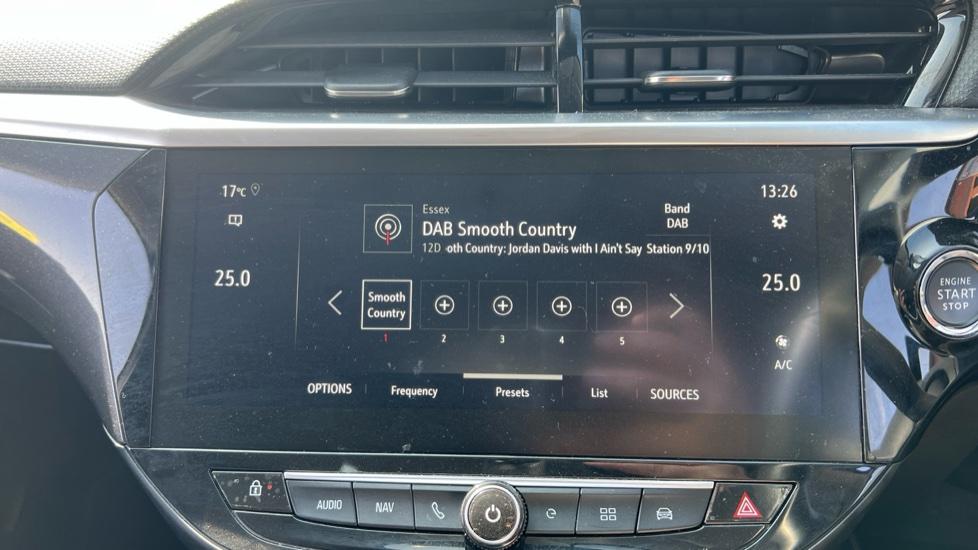 17°C
13:26
Essex
Band
DAB Smooth Country
DAB
12D oth Country: Jordan Davis with I Ain't Say Station 9/10
25.0
25.0
Smooth
Country
1 2 3 4 5
A/C
OPTIONS Frequency Presets List SOURCES
ENGINE
START
STOP
AUDIO NAV